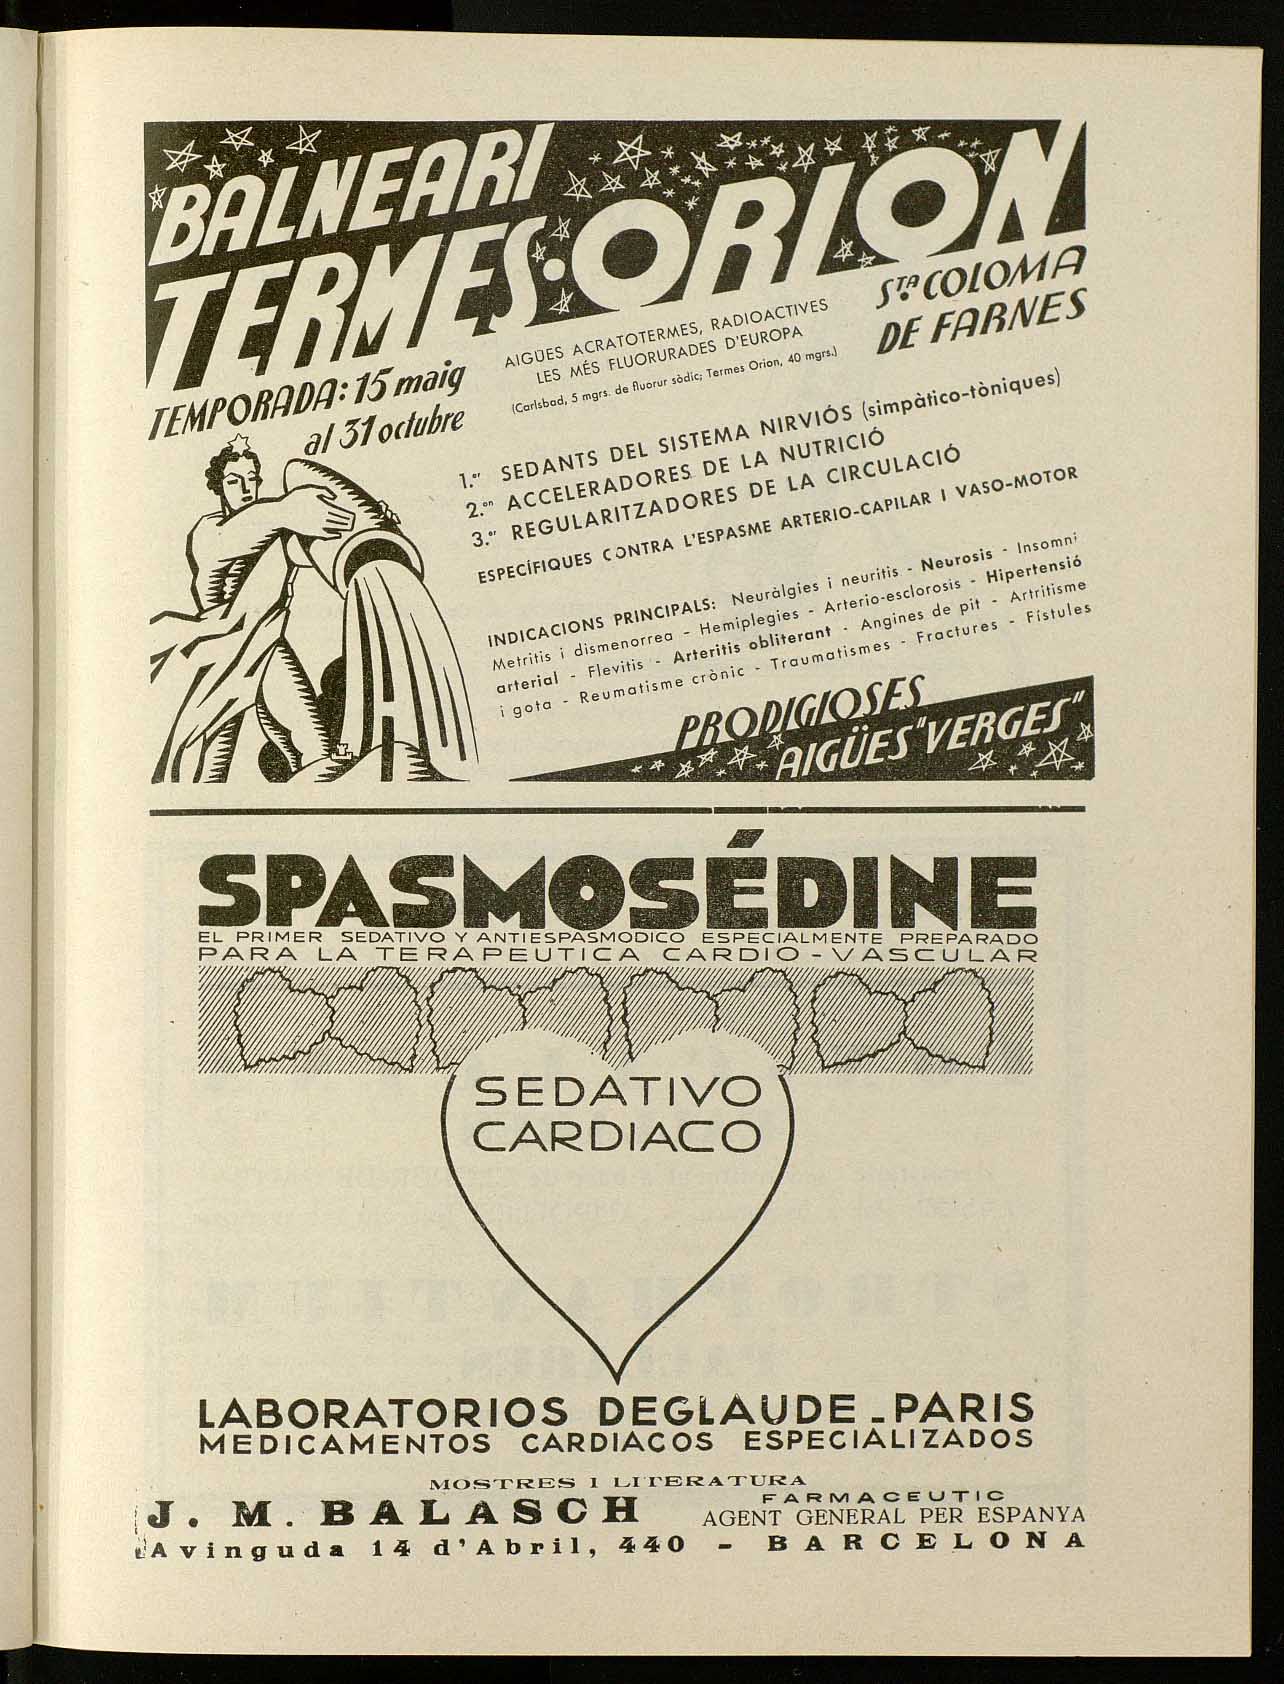 BALNEARI
TERMES·ORION
STA. COLOMA
DE FARNES
TEMPORADA: 15 maig
al 31 octubre
AIGÜES ACRATOTERMES, RADIOACTIVES
LES MÉS FLUORURADES D'EUROPA
(Carlsbad, 5 mgrs. de fluorur sòdic; Termes Orion, 40 mgrs.)
1.er SEDANTS DEL SISTEMA NIRVIÓS (simpàtico-tòniques)
2.on ACCELERADORES DE LA NUTRICIÓ
3.er REGULARITZADORES DE LA CIRCULACIÓ
ESPECÍFIQUES CONTRA L'ESPASME ARTERIO-CAPILAR I VASO-MOTOR
INDICACIONS PRINCIPALS: Neuràlgies i neuritis - Neurosis - Insomni
Metritis i dismenorrea - Hemiplegies - Arterio-esclorosis - Hipertensió
arterial - Flevitis - Arteritis obliterant - Angines de pit - Artritisme
i gota - Reumatisme crònic - Traumatismes - Fractures - Fístules
PRODIGIOSES
AIGÜES "VERGES"
SPASMOSÉDINE
EL PRIMER SEDATIVO Y ANTIESPASMODICO ESPECIALMENTE PREPARADO
PARA LA TERAPEUTICA CARDIO-VASCULAR
SEDATIVO
CARDIACO
LABORATORIOS DEGLAUDE - PARIS
MEDICAMENTOS CARDIACOS ESPECIALIZADOS
MOSTRES I LITERATURA
J. M. BALASCH
FARMACEUTIC
AGENT GENERAL PER ESPANYA
Avinguda 14 d'Abril, 440 - BARCELONA